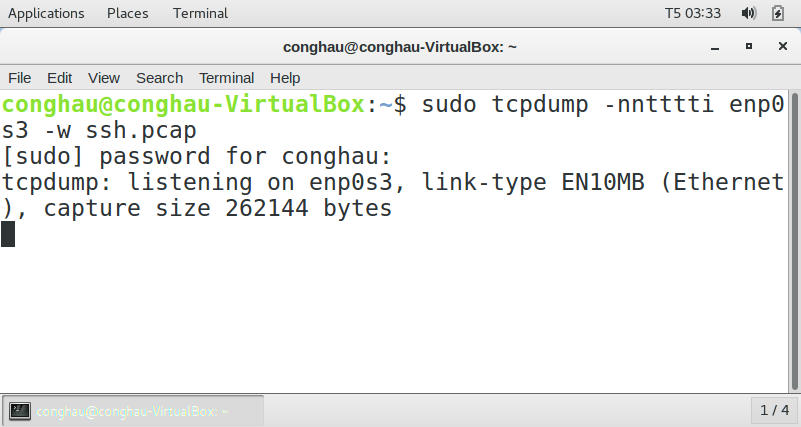 Applications Places Terminal T5 03:33
conghau@conghau-VirtualBox: ~
File Edit View Search Terminal Help
conghau@conghau-VirtualBox:~$ sudo tcpdump -nnttttti enp0
s3 -w ssh.pcap
[sudo] password for conghau:
tcpdump: listening on enp0s3, link-type EN10MB (Ethernet
), capture size 262144 bytes
conghau@conghau-VirtualBox: ~ 1 / 4